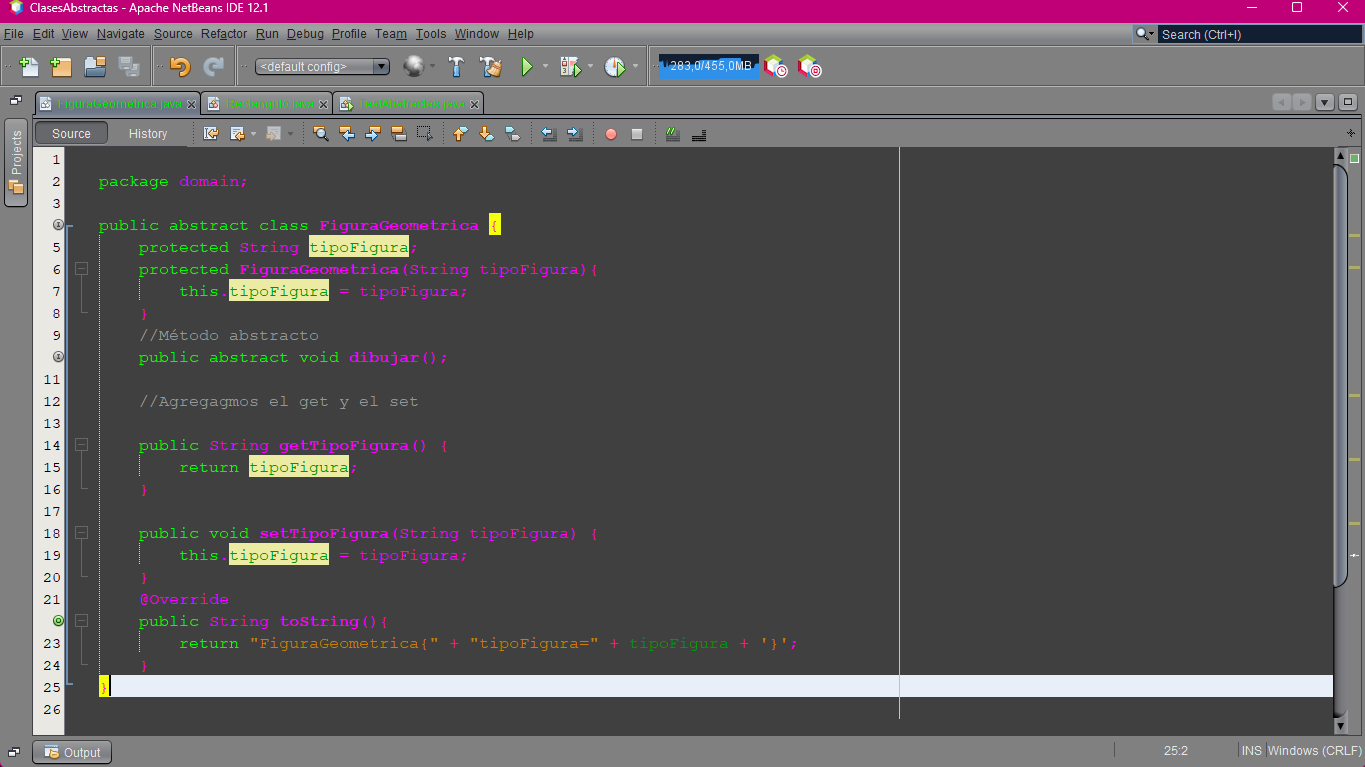 ClasesAbstractas - Apache NetBeans IDE 12.1
File Edit View Navigate Source Refactor Run Debug Profile Team Tools Window Help
Search (Ctrl+I)
<default config>
283,0/455,0MB
FiguraGeometrica.java Rectangulo.java TestAbstractas.java
Projects
Source History
1
2 package domain;
3
public abstract class FiguraGeometrica {
5 protected String tipoFigura;
6 protected FiguraGeometrica(String tipoFigura){
7 this.tipoFigura = tipoFigura;
8 }
9 //Método abstracto
public abstract void dibujar();
11
12 //Agregagmos el get y el set
13
14 public String getTipoFigura() {
15 return tipoFigura;
16 }
17
18 public void setTipoFigura(String tipoFigura) {
19 this.tipoFigura = tipoFigura;
20 }
21 @Override
public String toString(){
23 return "FiguraGeometrica{" + "tipoFigura=" + tipoFigura + '}';
24 }
25 }
26
Output
25:2 INS Windows (CRLF)